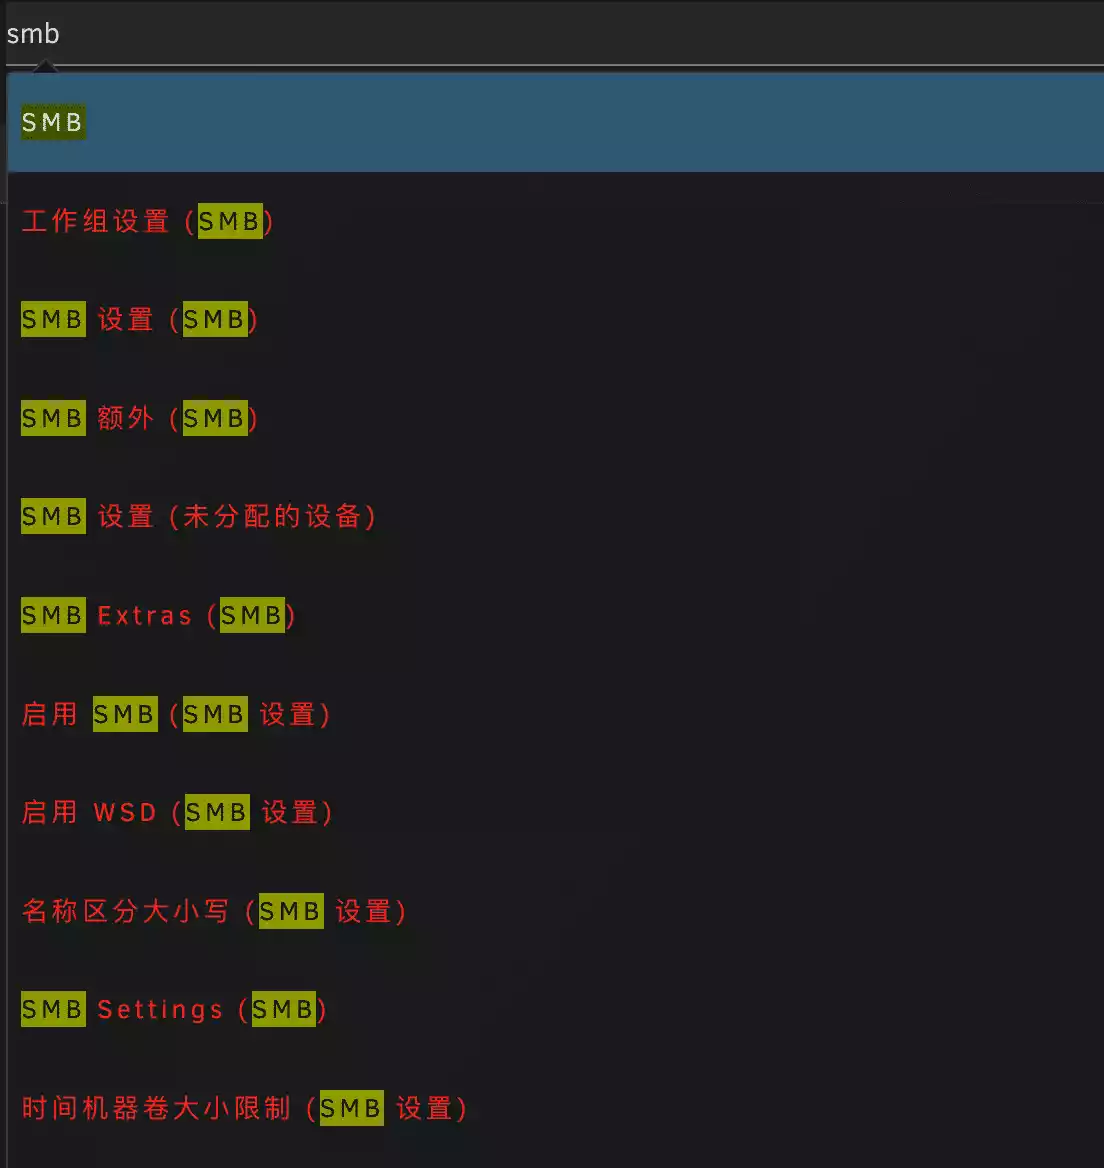 smb
SMB
工作组设置 (SMB)
SMB 设置 (SMB)
SMB 额外 (SMB)
SMB 设置 (未分配的设备)
SMB Extras (SMB)
启用 SMB (SMB 设置)
启用 WSD (SMB 设置)
名称区分大小写 (SMB 设置)
SMB Settings (SMB)
时间机器卷大小限制 (SMB 设置)